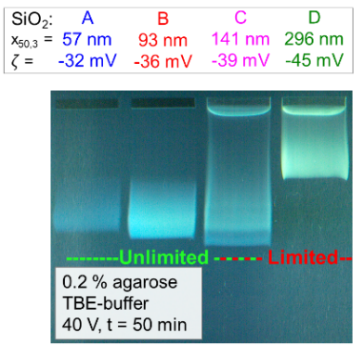 SiO₂: A B C D
x₅₀,₃ = 57 nm 93 nm 141 nm 296 nm
ζ = -32 mV -36 mV -39 mV -45 mV
--------Unlimited ------- Limited--
0.2 % agarose
TBE-buffer
40 V, t = 50 min